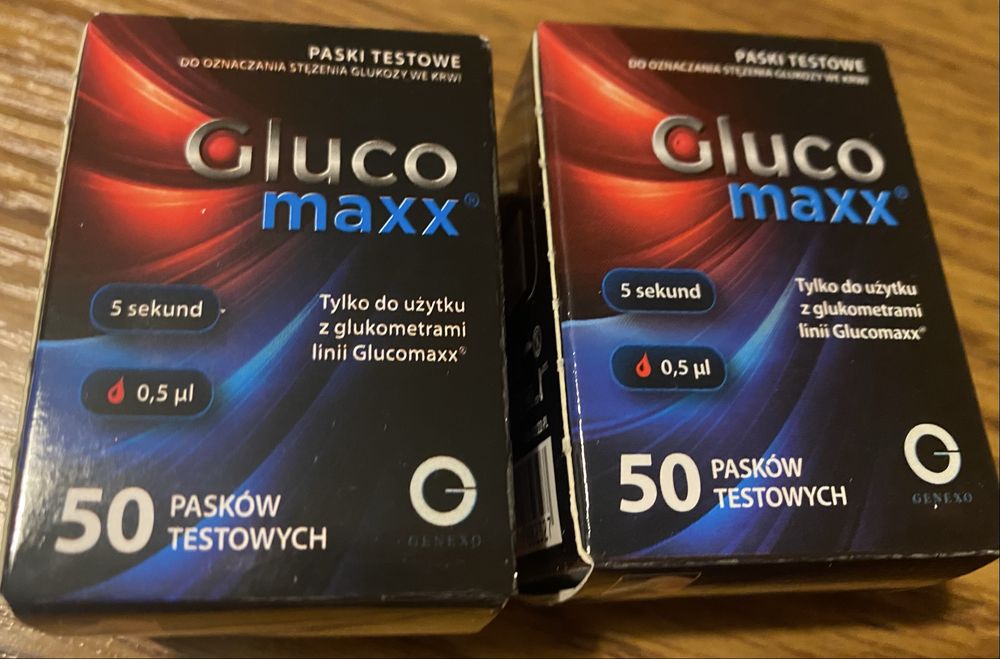 PASKI TESTOWE
DO OZNACZANIA STĘŻENIA GLUKOZY WE KRWI
Gluco
maxx®
5 sekund
Tylko do użytku
z glukometrami
linii Glucomaxx®
0,5 µl
50 PASKÓW
TESTOWYCH
GENEXO
PASKI TESTOWE
DO OZNACZANIA STĘŻENIA GLUKOZY WE KRWI
Gluco
maxx®
5 sekund
Tylko do użytku
z glukometrami
linii Glucomaxx®
0,5 µl
50 PASKÓW
TESTOWYCH
GENEXO